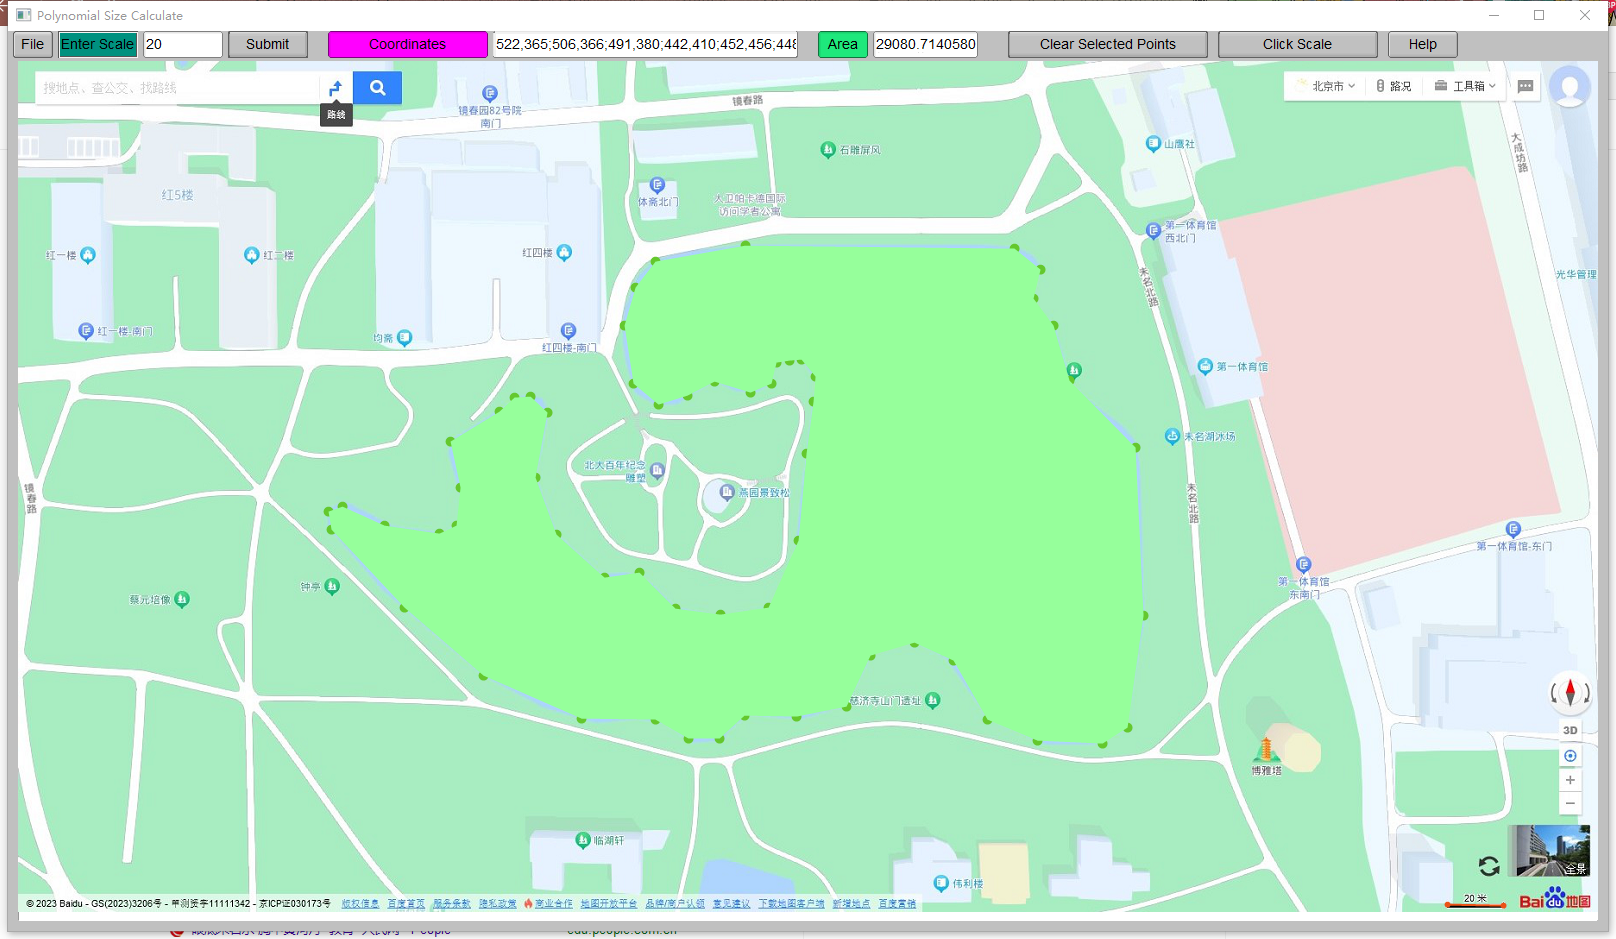 Polynomial Size Calculate
File Enter Scale 20 Submit Coordinates 522,365;506,366;491,380;442,410;452,456;448 Area 29080.7140580 Clear Selected Points Click Scale Help
搜地点、查公交、找路线
路线
北京市 路况 工具箱
镜春园82号院
南门
镜春路
石雕屏风
山鹰社
大成坊路
红5楼
体斋北门
大卫帕卡德国际
访问学者公寓
第一体育馆
西北门
红一楼
红二楼
红四楼
光华管理
未名北路
红一楼-南门
均斋
红四楼-南门
第一体育馆
未名湖冰场
北大百年纪念
雕塑
燕园景致松
镜春路
未名北路
第一体育馆-东门
钟亭
蔡元培像
第一体育馆
东南门
慈济寺山门遗址
3D
博雅塔
临湖轩
伟利楼
全景
20 米
Bai du 地图
© 2023 Baidu - GS(2023)3206号 - 甲测资字11111342 - 京ICP证030173号 版权信息 百度首页 服务条款 隐私政策 商业合作 地图开放平台 品牌/商户认领 意见建议 下载地图客户端 新增地点 百度营销
edu.people.com.cn